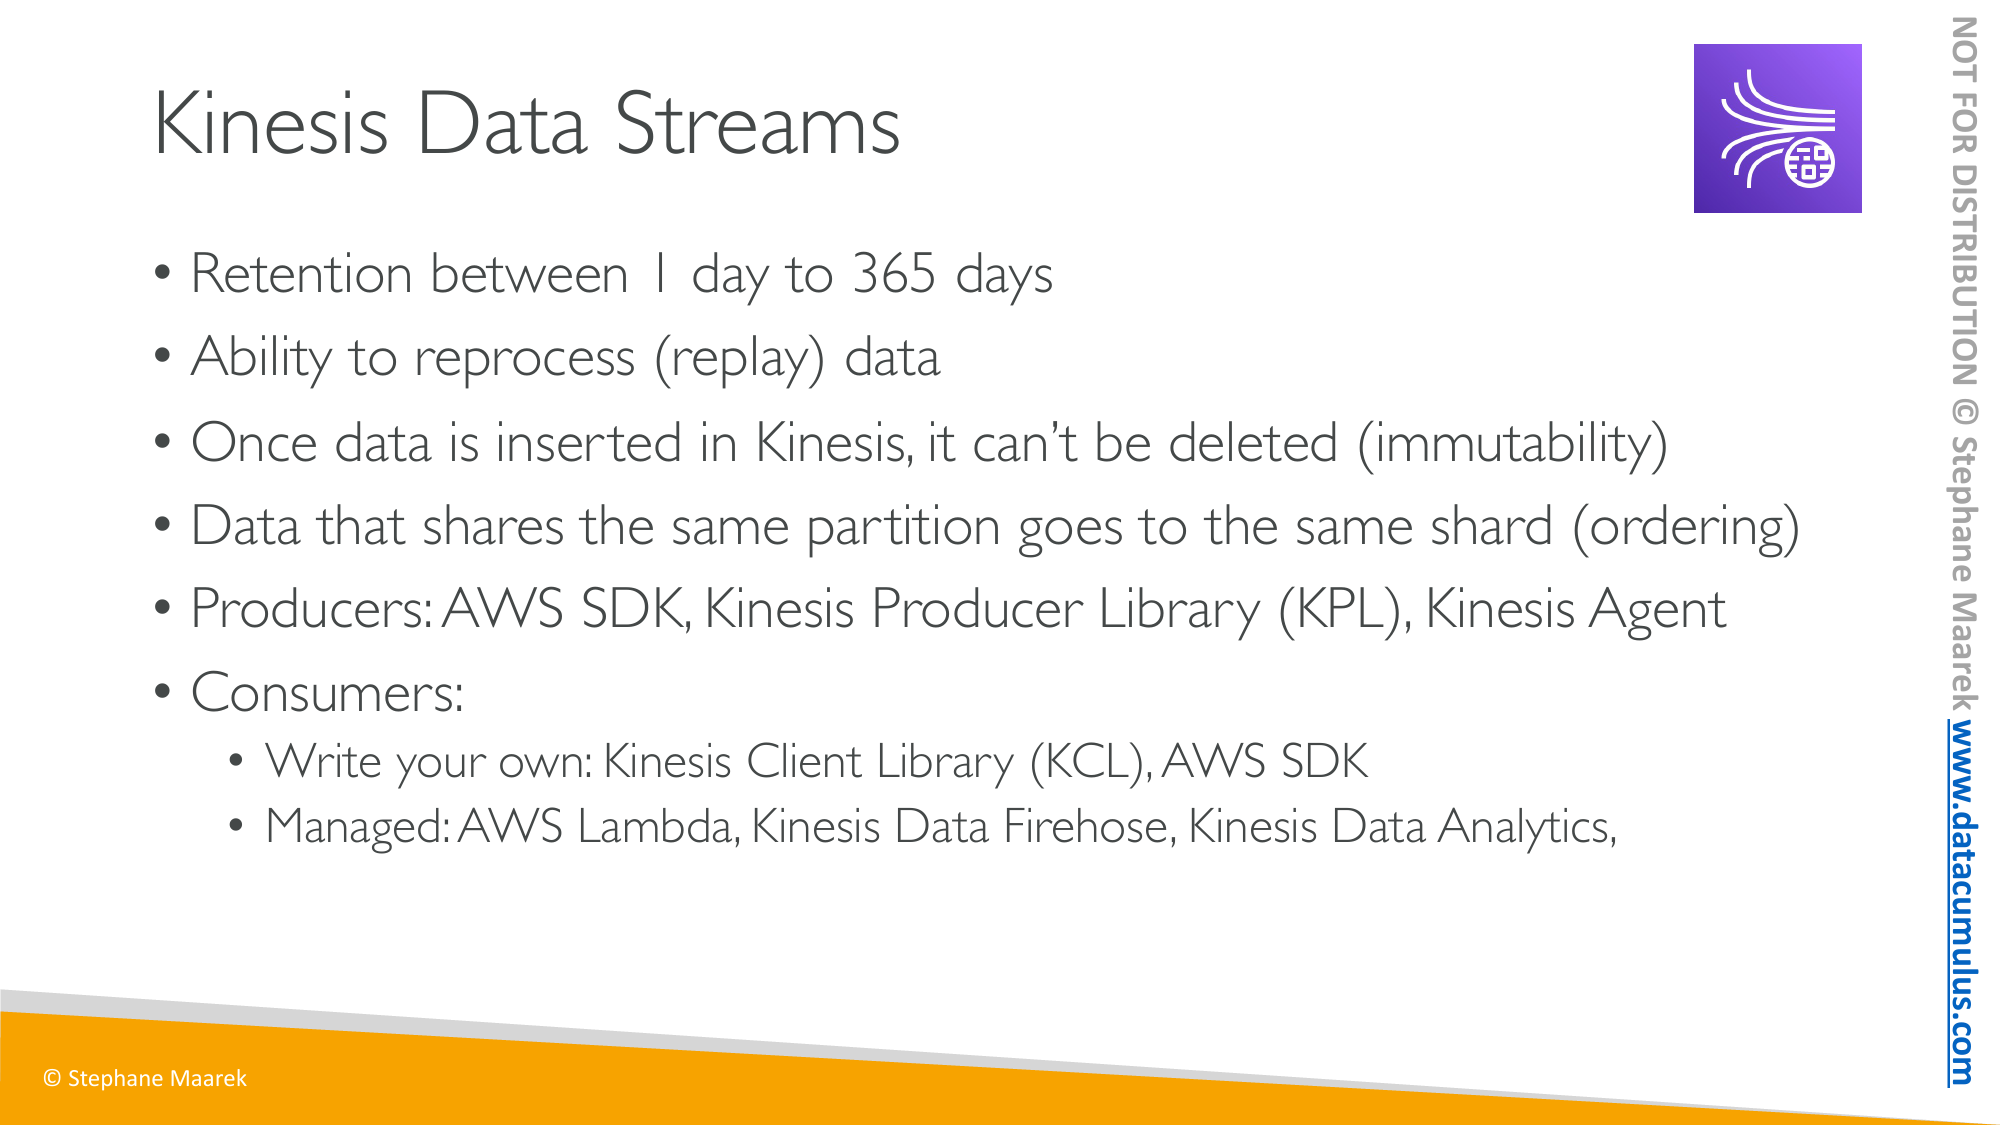 Kinesis Data Streams
• Retention between 1 day to 365 days
• Ability to reprocess (replay) data
• Once data is inserted in Kinesis, it can’t be deleted (immutability)
• Data that shares the same partition goes to the same shard (ordering)
• Producers: AWS SDK, Kinesis Producer Library (KPL), Kinesis Agent
• Consumers:
• Write your own: Kinesis Client Library (KCL), AWS SDK
• Managed: AWS Lambda, Kinesis Data Firehose, Kinesis Data Analytics,
© Stephane Maarek
NOT FOR DISTRIBUTION © Stephane Maarek www.datacumulus.com